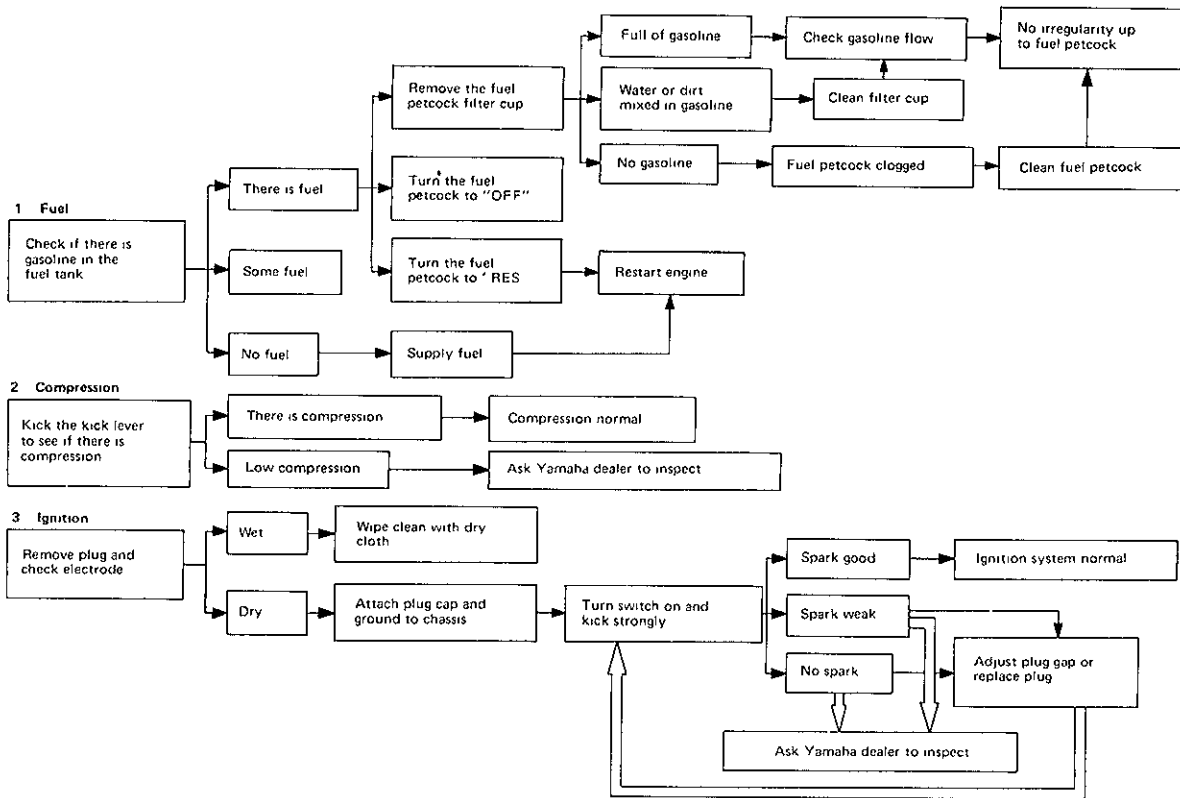 Full of gasoline
Check gasoline flow
No irregularity up
to fuel petcock
Remove the fuel
petcock filter cup
Water or dirt
mixed in gasoline
Clean filter cup
No gasoline
Fuel petcock clogged
Clean fuel petcock
There is fuel
Turn the fuel
petcock to "OFF"
1 Fuel
Check if there is
gasoline in the
fuel tank
Some fuel
Turn the fuel
petcock to ' RES
Restart engine
No fuel
Supply fuel
2 Compression
Kick the kick lever
to see if there is
compression
There is compression
Compression normal
Low compression
Ask Yamaha dealer to inspect
3 Ignition
Remove plug and
check electrode
Wet
Wipe clean with dry
cloth
Dry
Attach plug cap and
ground to chassis
Turn switch on and
kick strongly
Spark good
Ignition system normal
Spark weak
No spark
Adjust plug gap or
replace plug
Ask Yamaha dealer to inspect